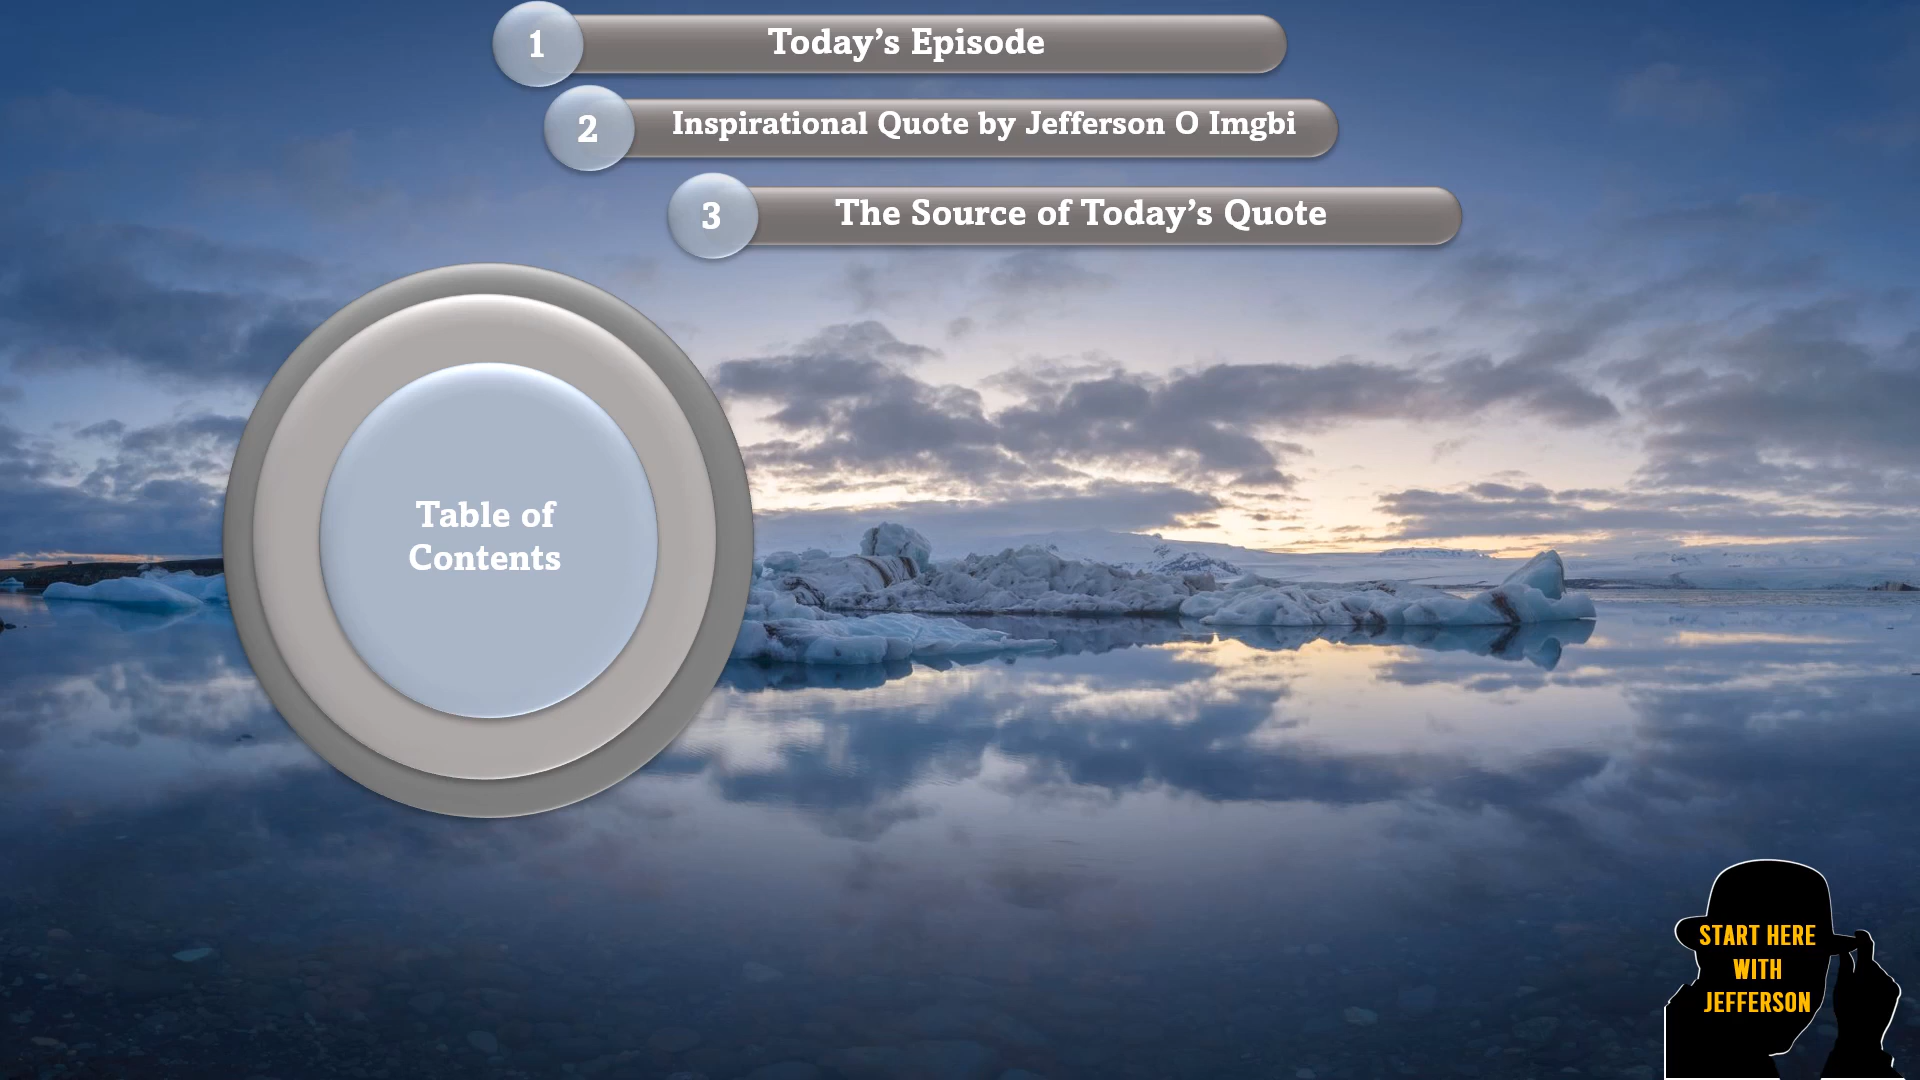 1
Today’s Episode
2
Inspirational Quote by Jefferson O Imgbi
3
The Source of Today’s Quote
Table of
Contents
START HERE
WITH
JEFFERSON